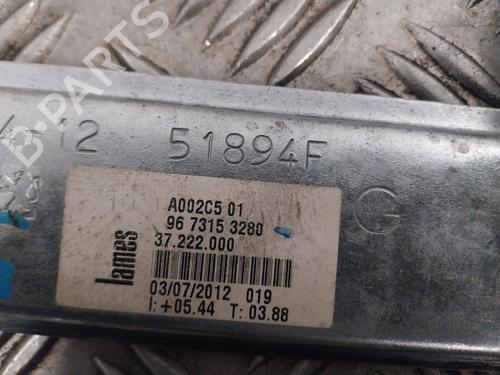 4-12 51894F
G
A002C5 01
96 7315 3280
37.222.000
lames
03/07/2012 019
I:+05.44 T:03.88
B-PARTS